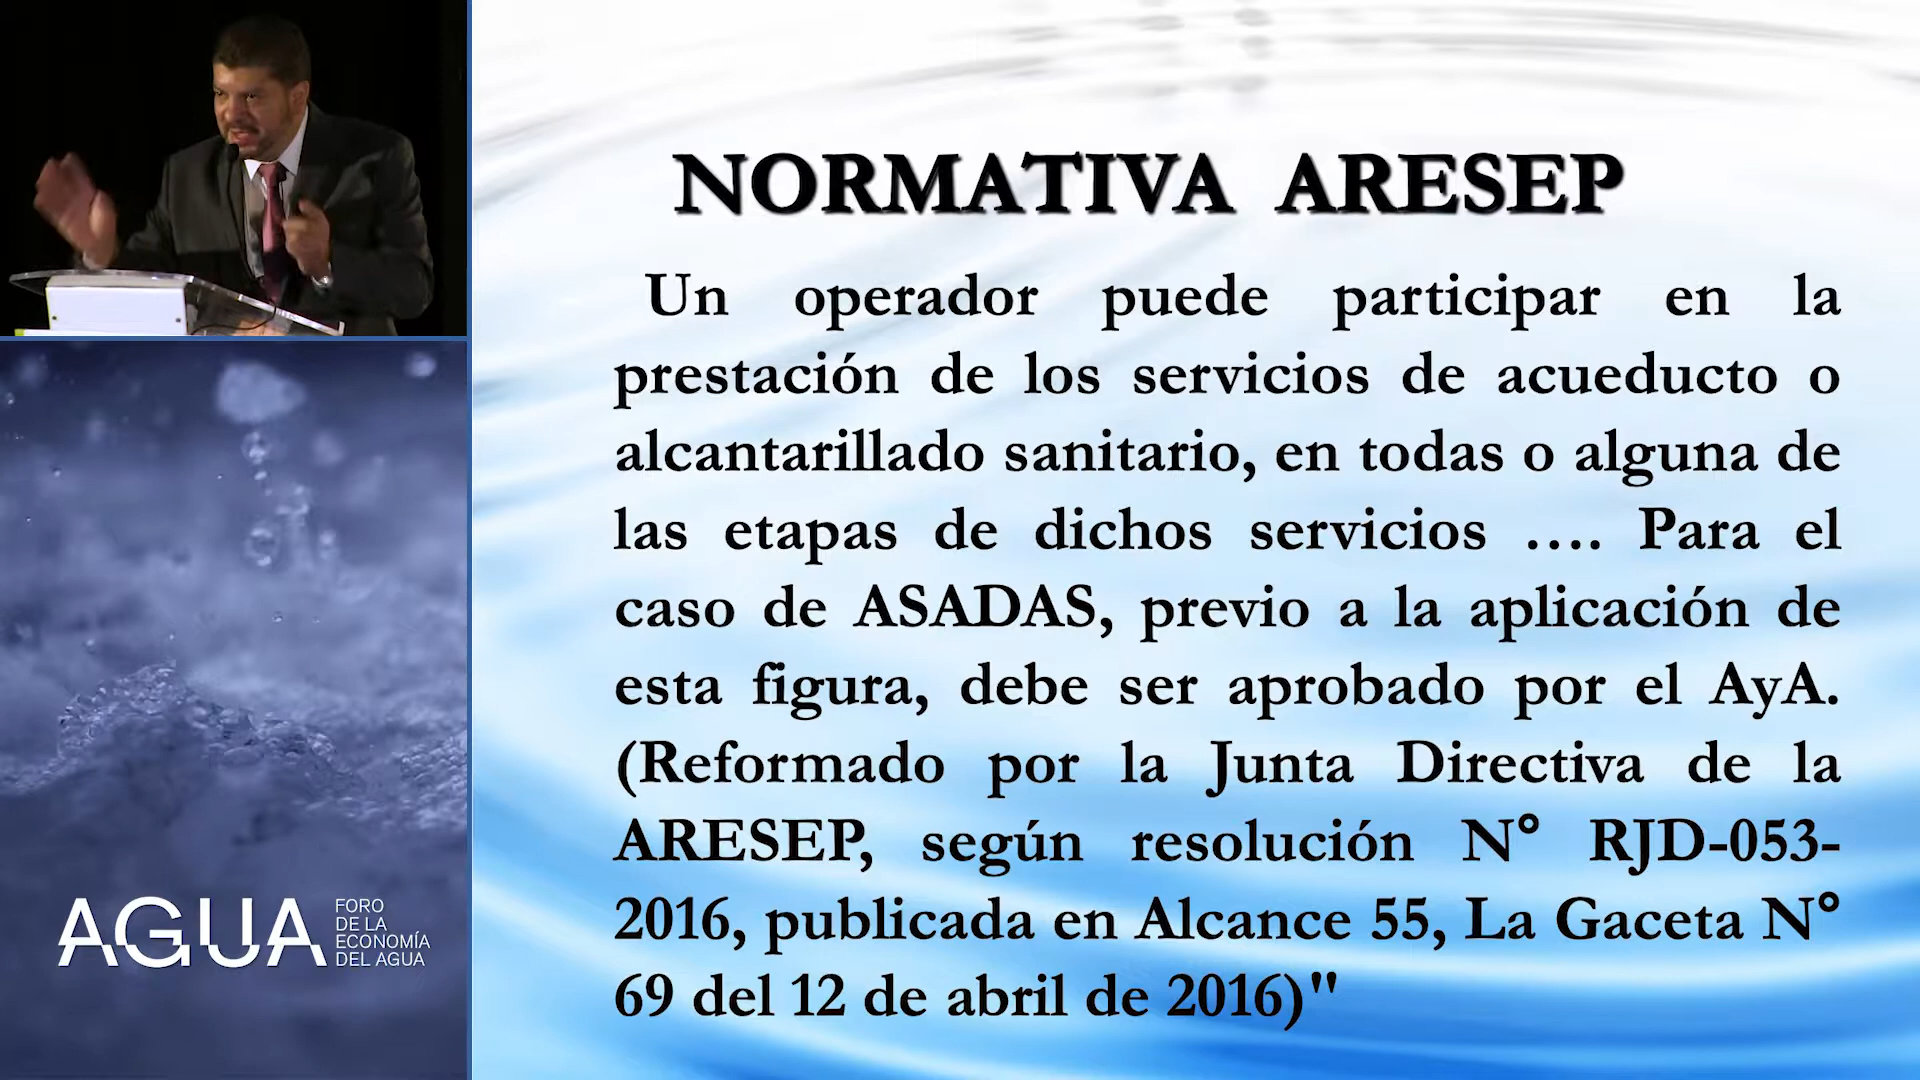 NORMATIVA ARESEP
Un operador puede participar en la
prestación de los servicios de acueducto o
alcantarillado sanitario, en todas o alguna de
las etapas de dichos servicios .... Para el
caso de ASADAS, previo a la aplicación de
esta figura, debe ser aprobado por el AyA.
(Reformado por la Junta Directiva de la
ARESEP, según resolución N° RJD-053-
2016, publicada en Alcance 55, La Gaceta N°
69 del 12 de abril de 2016)"
AGUA
FORO
DE LA
ECONOMÍA
DEL AGUA